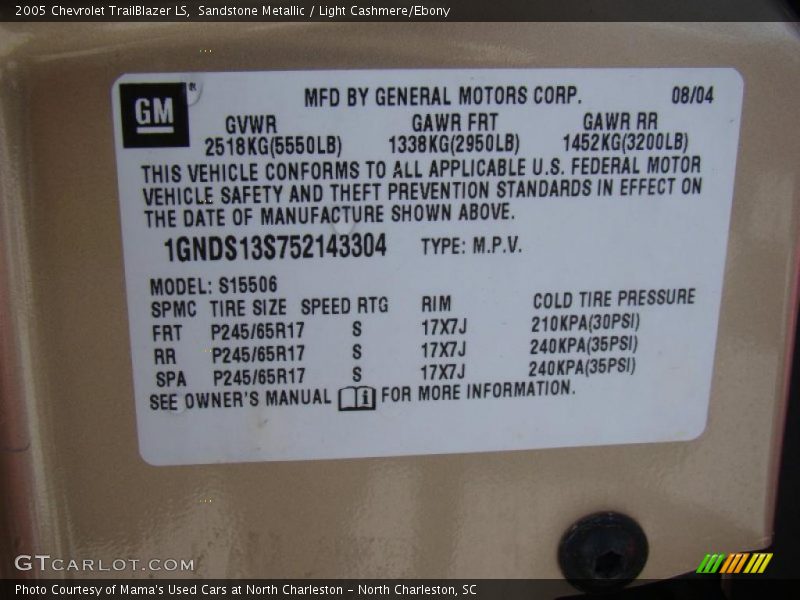 2005 Chevrolet TrailBlazer LS, Sandstone Metallic / Light Cashmere/Ebony
GM ®
MFD BY GENERAL MOTORS CORP. 08/04
GVWR GAWR FRT GAWR RR
2518KG(5550LB) 1338KG(2950LB) 1452KG(3200LB)
THIS VEHICLE CONFORMS TO ALL APPLICABLE U.S. FEDERAL MOTOR
VEHICLE SAFETY AND THEFT PREVENTION STANDARDS IN EFFECT ON
THE DATE OF MANUFACTURE SHOWN ABOVE.
1GNDS13S752143304 TYPE: M.P.V.
MODEL: S15506
SPMC TIRE SIZE SPEED RTG RIM COLD TIRE PRESSURE
FRT P245/65R17 S 17X7J 210KPA(30PSI)
RR P245/65R17 S 17X7J 240KPA(35PSI)
SPA P245/65R17 S 17X7J 240KPA(35PSI)
SEE OWNER'S MANUAL i FOR MORE INFORMATION.
GTCARLOT.COM
Photo Courtesy of Mama's Used Cars at North Charleston - North Charleston, SC